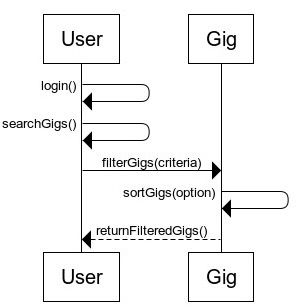 User Gig
login()
searchGigs()
filterGigs(criteria)
sortGigs(option)
returnFilteredGigs()
User Gig